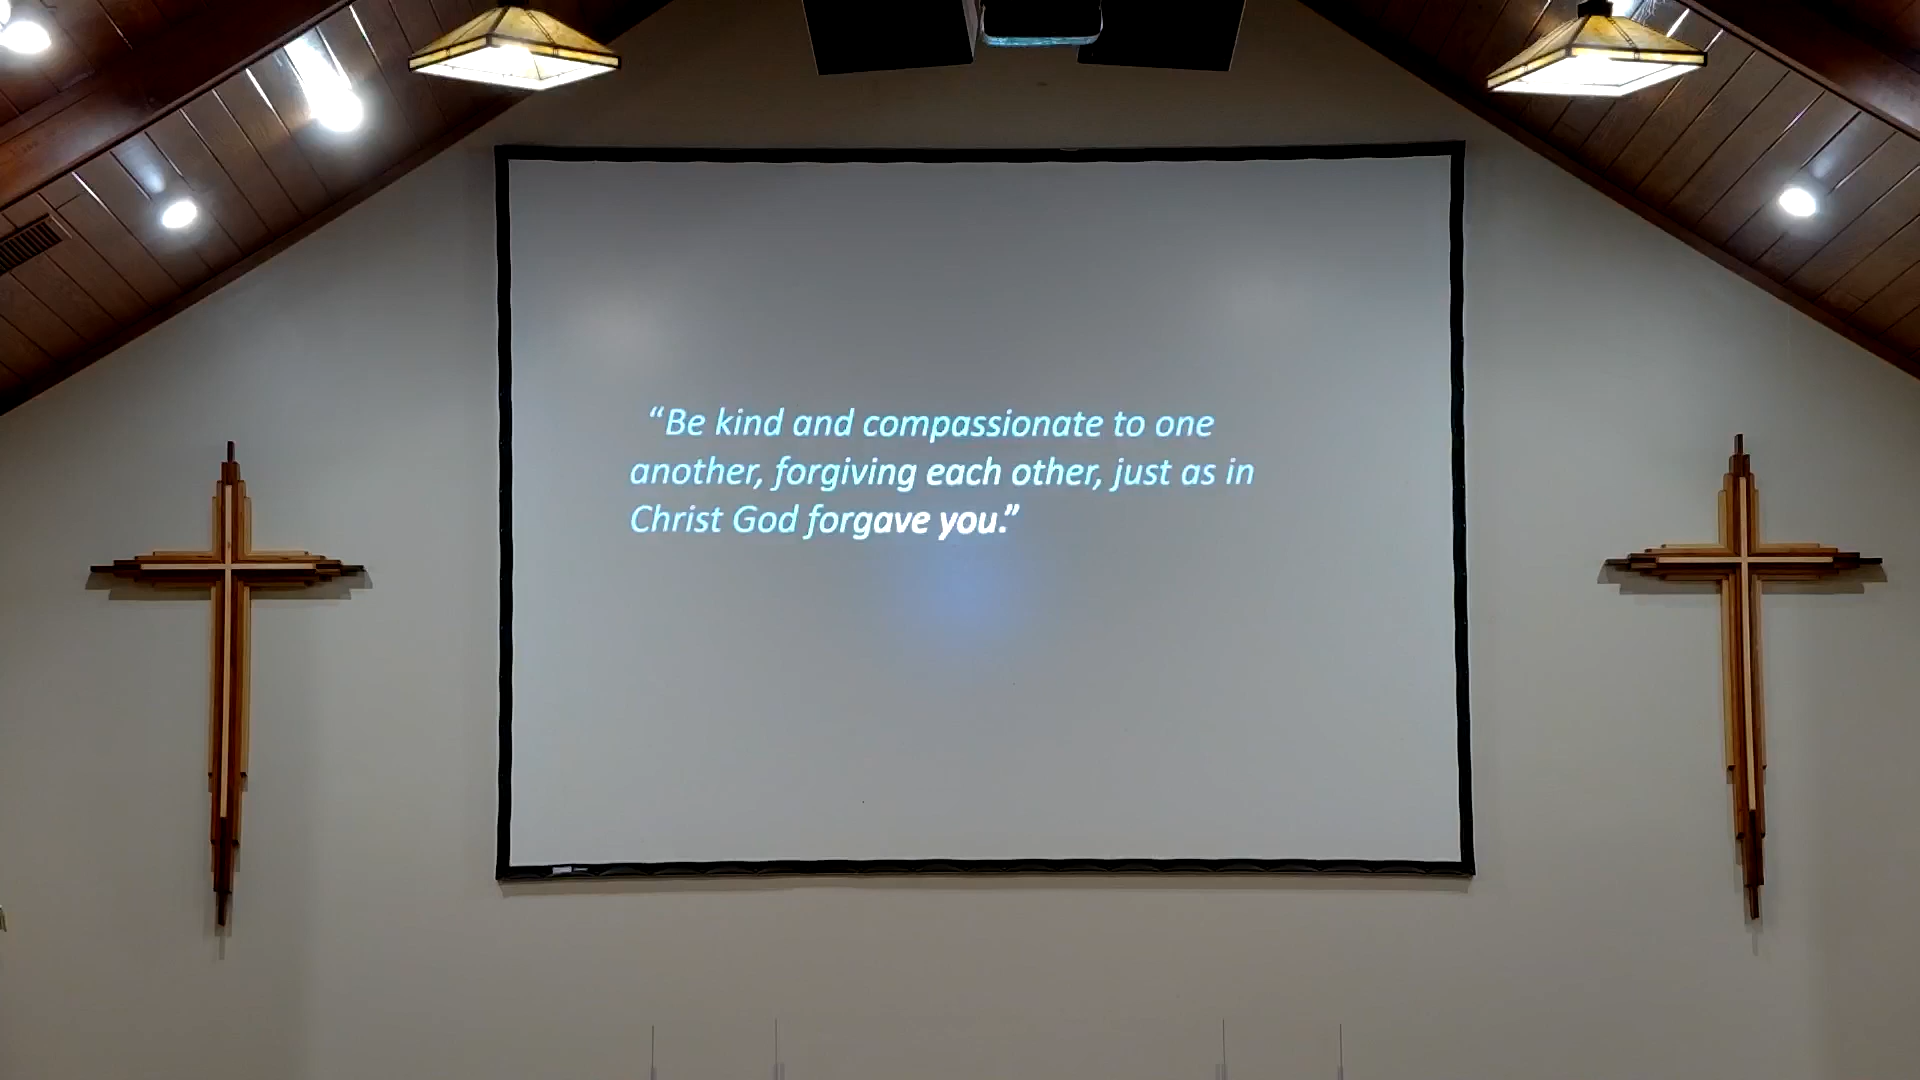 “Be kind and compassionate to one
another, forgiving each other, just as in
Christ God forgave you.”